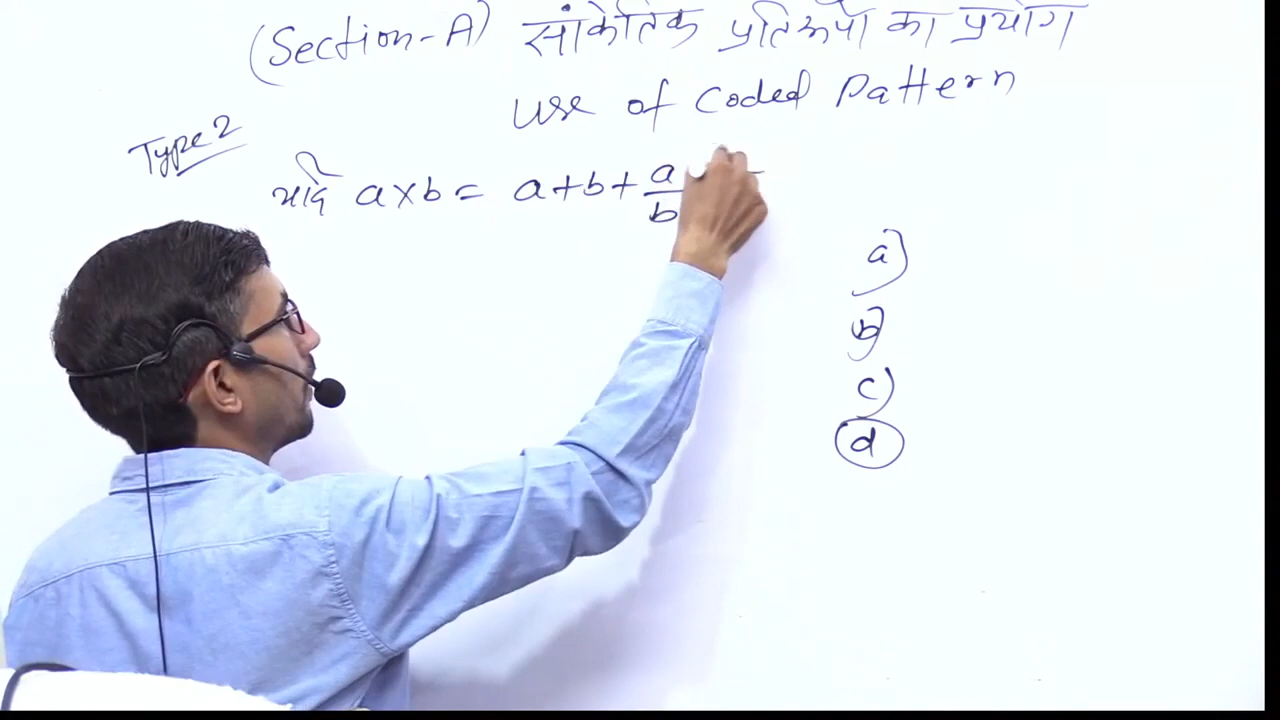 (Section-A) सांकेतिक प्रतिरूपों का प्रयोग
Use of Coded Pattern
Type 2
यदि a×b = a+b+a/b
a)
b)
c)
d